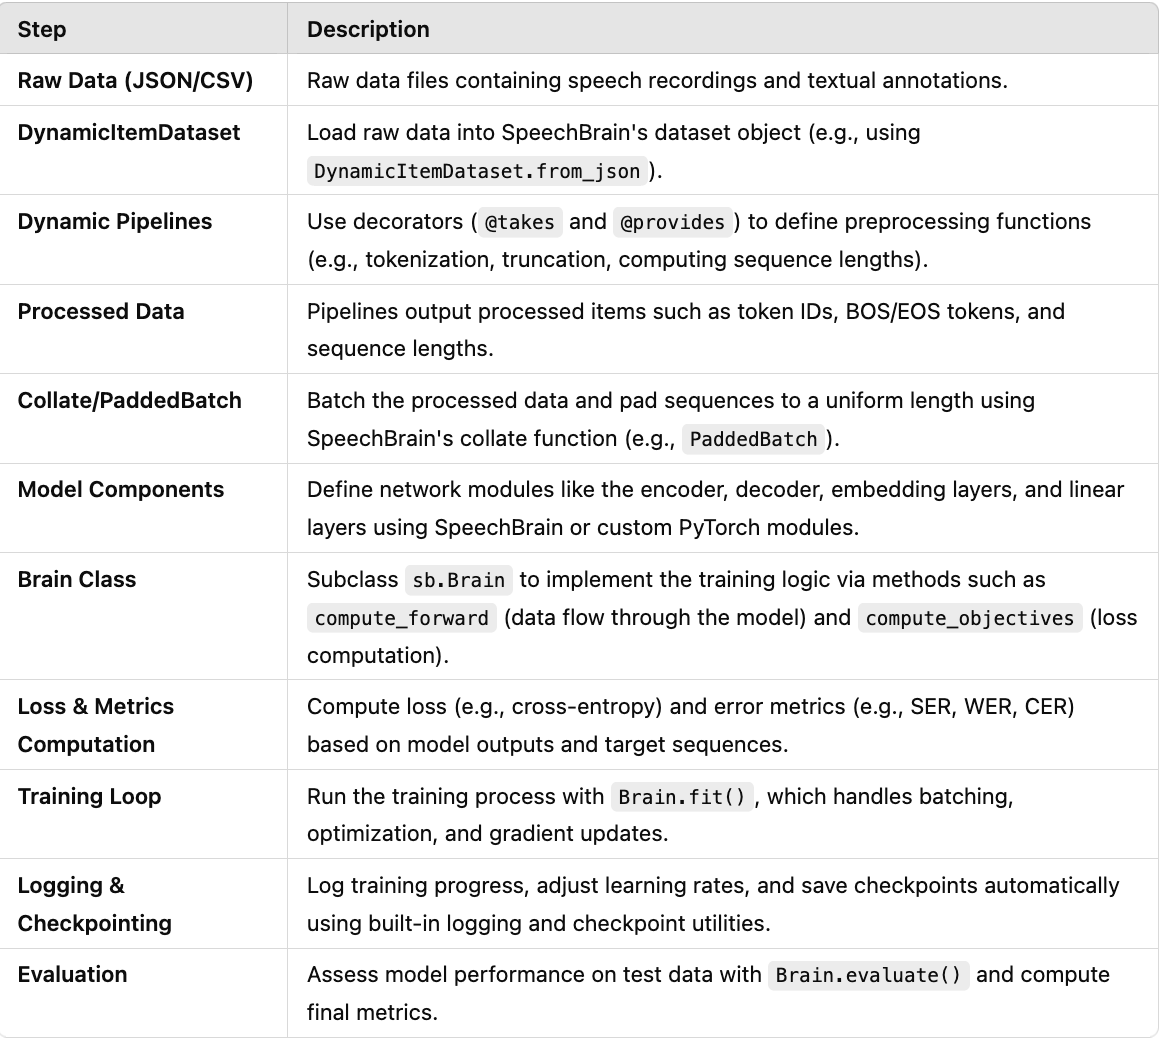 Step Description
Raw Data (JSON/CSV) Raw data files containing speech recordings and textual annotations.
DynamicItemDataset Load raw data into SpeechBrain's dataset object (e.g., using
DynamicItemDataset.from_json ).
Dynamic Pipelines Use decorators ( @takes and @provides ) to define preprocessing functions
(e.g., tokenization, truncation, computing sequence lengths).
Processed Data Pipelines output processed items such as token IDs, BOS/EOS tokens, and
sequence lengths.
Collate/PaddedBatch Batch the processed data and pad sequences to a uniform length using
SpeechBrain's collate function (e.g., PaddedBatch ).
Model Components Define network modules like the encoder, decoder, embedding layers, and linear
layers using SpeechBrain or custom PyTorch modules.
Brain Class Subclass sb.Brain to implement the training logic via methods such as
compute_forward (data flow through the model) and compute_objectives (loss
computation).
Loss & Metrics Compute loss (e.g., cross-entropy) and error metrics (e.g., SER, WER, CER)
Computation based on model outputs and target sequences.
Training Loop Run the training process with Brain.fit() , which handles batching,
optimization, and gradient updates.
Logging & Log training progress, adjust learning rates, and save checkpoints automatically
Checkpointing using built-in logging and checkpoint utilities.
Evaluation Assess model performance on test data with Brain.evaluate() and compute
final metrics.